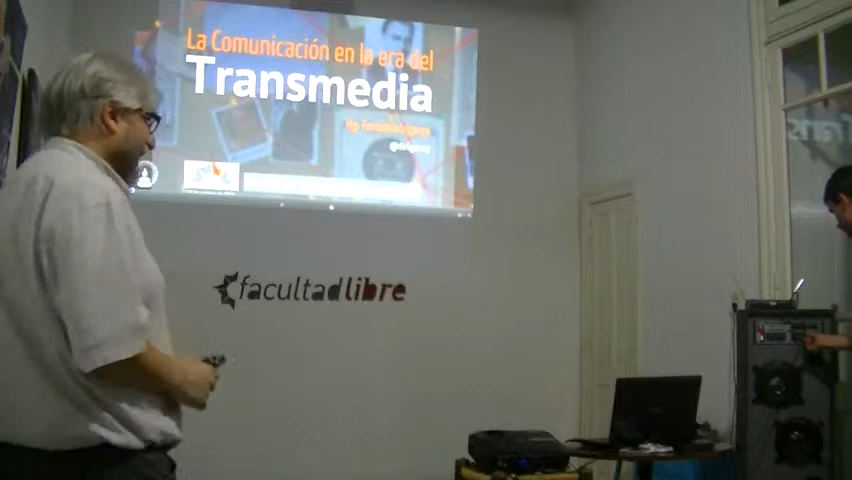 La Comunicación en la era del
Transmedia
facultadlibre